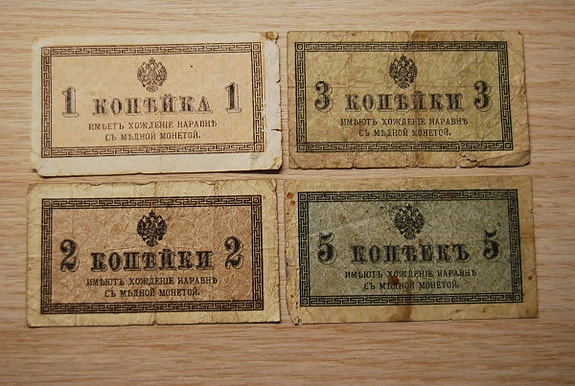 1 КОПѢЙКА 1
ИМѢЕТЪ ХОЖДЕНІЕ НАРАВНѢ
СЪ МѢДНОЙ МОНЕТОЙ.
3 КОПѢЙКИ 3
ИМѢЮТЪ ХОЖДЕНІЕ НАРАВНѢ
СЪ МѢДНОЙ МОНЕТОЙ.
2 КОПѢЙКИ 2
ИМѢЮТЪ ХОЖДЕНІЕ НАРАВНѢ
СЪ МѢДНОЙ МОНЕТОЙ.
5 КОПѢЕКЪ 5
ИМѢЮТЪ ХОЖДЕНІЕ НАРАВНѢ
СЪ МѢДНОЙ МОНЕТОЙ.